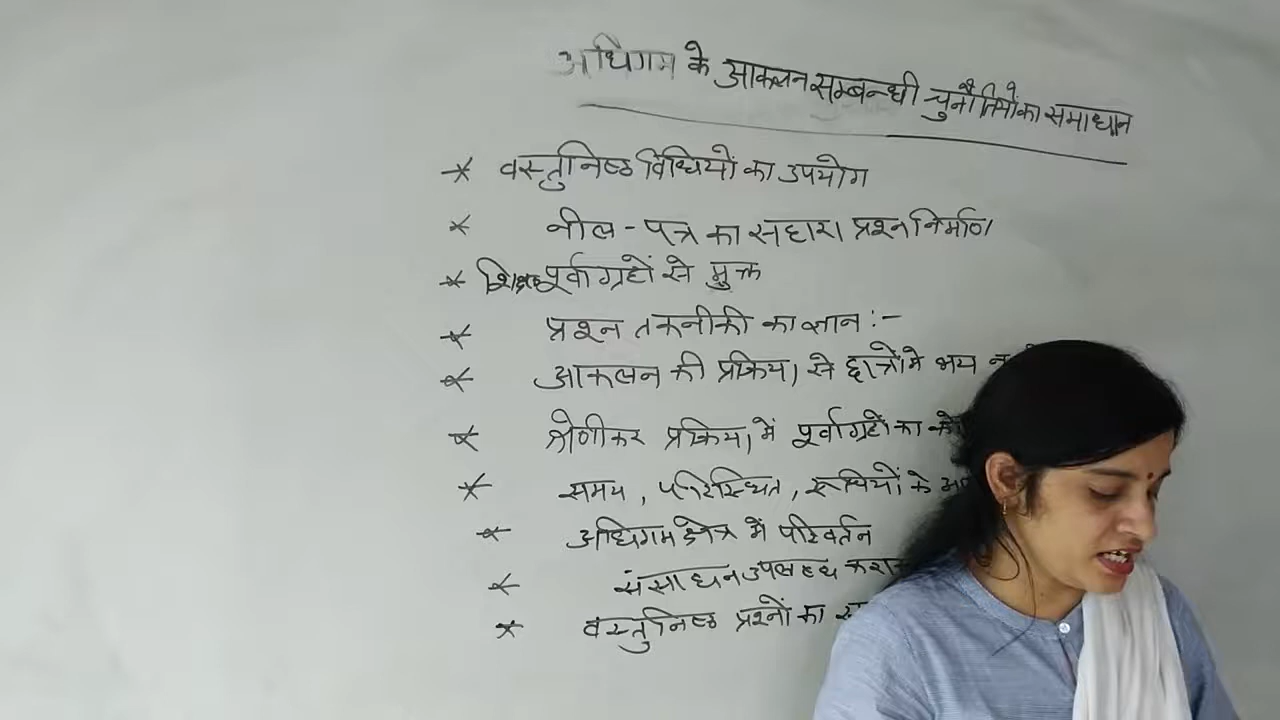 अधिगम के आकलन सम्बन्धी चुनौतियों का समाधान
* वस्तुनिष्ठ विधियों का उपयोग
* नील-पत्र का सहारा प्रश्न निर्माण
* शिक्षक पूर्वाग्रहों से मुक्त
* प्रश्न तकनीकी का ज्ञान :-
* आकलन की प्रक्रिया से छात्रों मे भय
* श्रेणीकर प्रक्रिया में पूर्वाग्रहों का
* समय, परिस्थित, रूचियों के
* अधिगम क्षेत्र में परिवर्तन
* संसाधन उपलब्ध
* वस्तुनिष्ठ प्रश्नों का